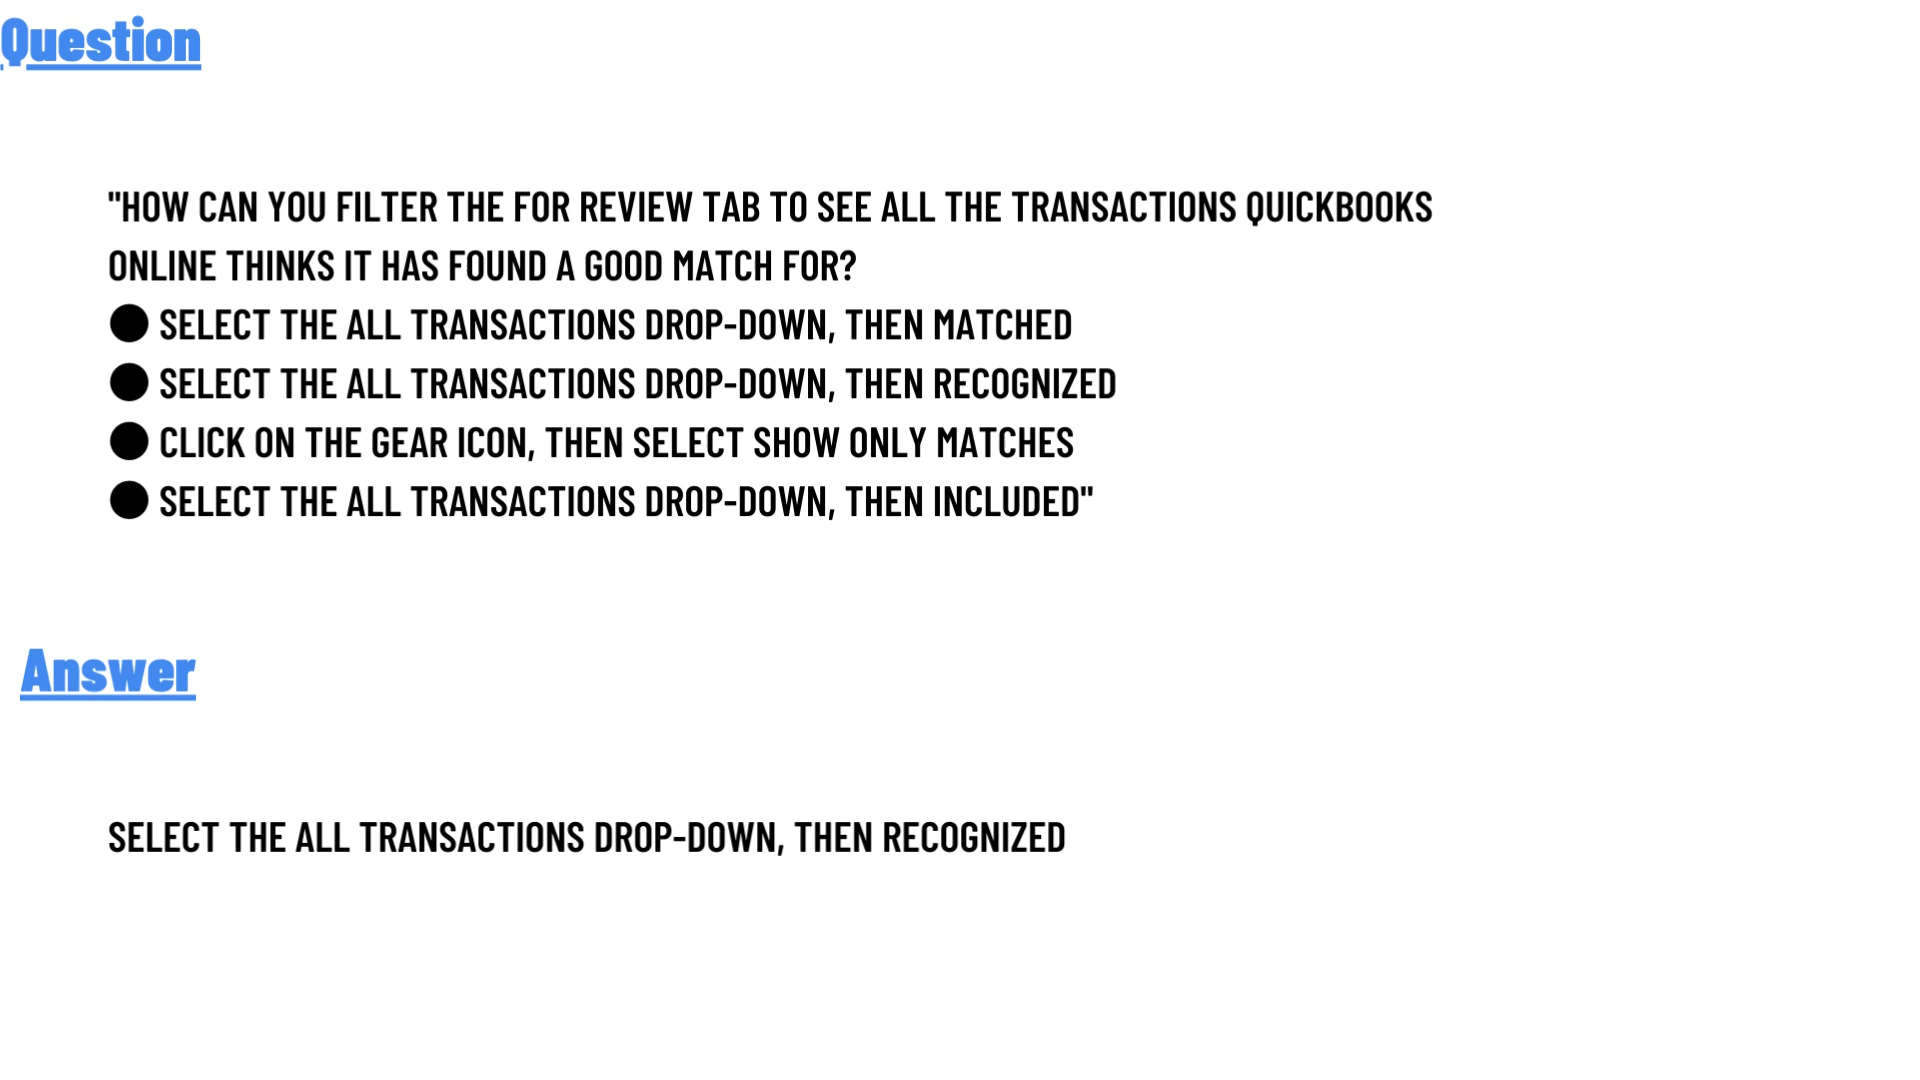 Question
"HOW CAN YOU FILTER THE FOR REVIEW TAB TO SEE ALL THE TRANSACTIONS QUICKBOOKS
ONLINE THINKS IT HAS FOUND A GOOD MATCH FOR?
● SELECT THE ALL TRANSACTIONS DROP-DOWN, THEN MATCHED
● SELECT THE ALL TRANSACTIONS DROP-DOWN, THEN RECOGNIZED
● CLICK ON THE GEAR ICON, THEN SELECT SHOW ONLY MATCHES
● SELECT THE ALL TRANSACTIONS DROP-DOWN, THEN INCLUDED"
Answer
SELECT THE ALL TRANSACTIONS DROP-DOWN, THEN RECOGNIZED